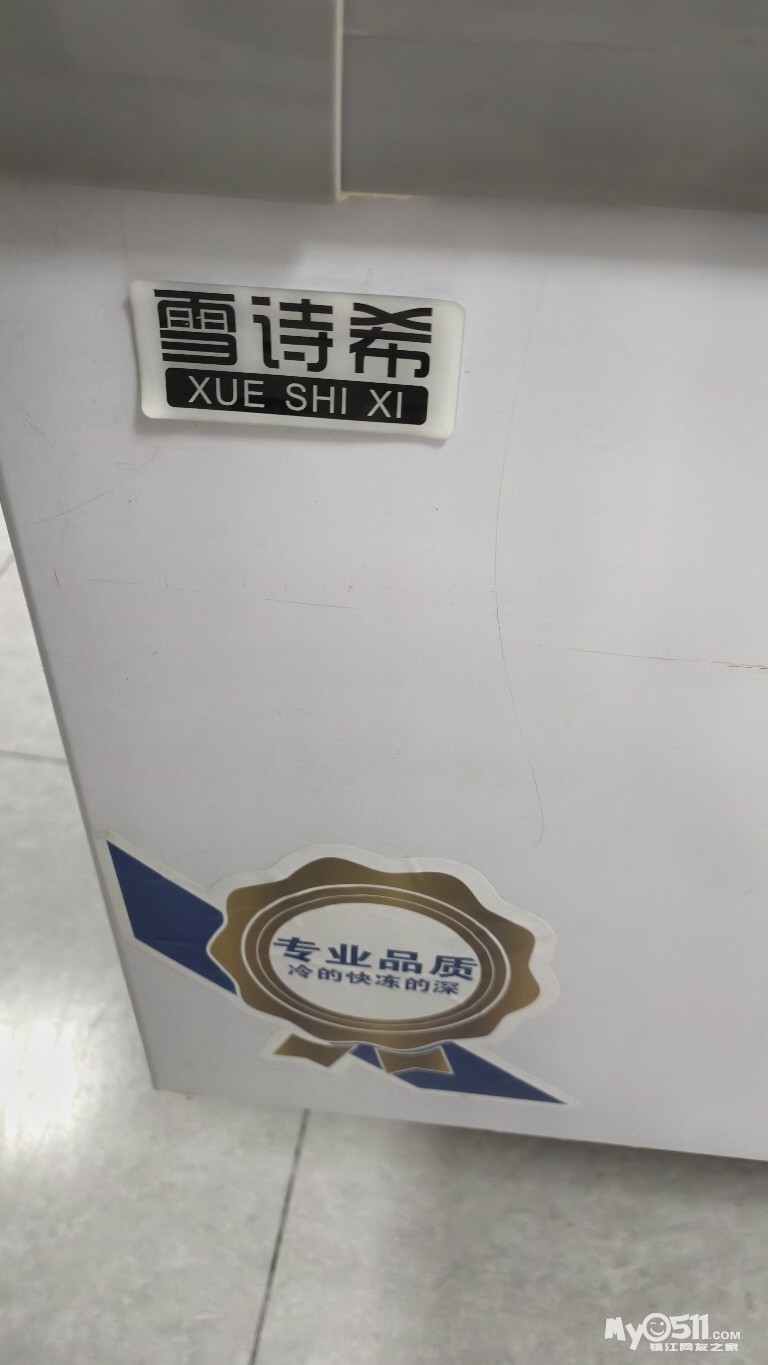 雪诗希
XUE SHI XI
专业品质
冷的快冻的深
My0511.COM
镇江网友之家